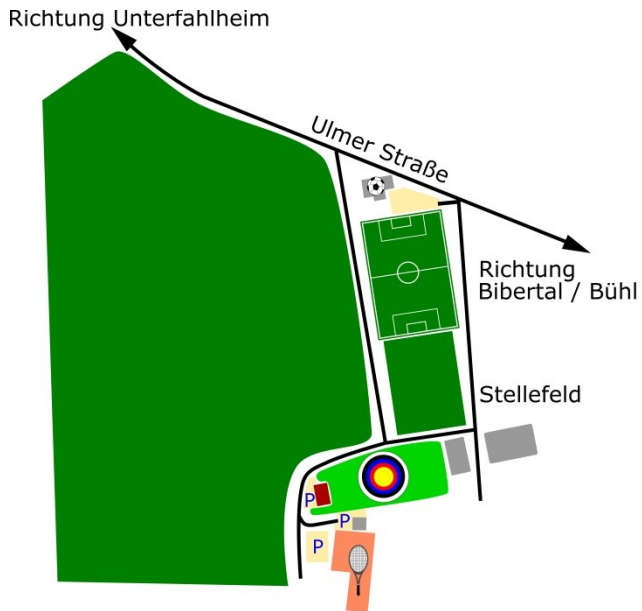 Richtung Unterfahlheim
Ulmer Straße
Richtung
Bibertal / Bühl
Stellefeld
P
P
P